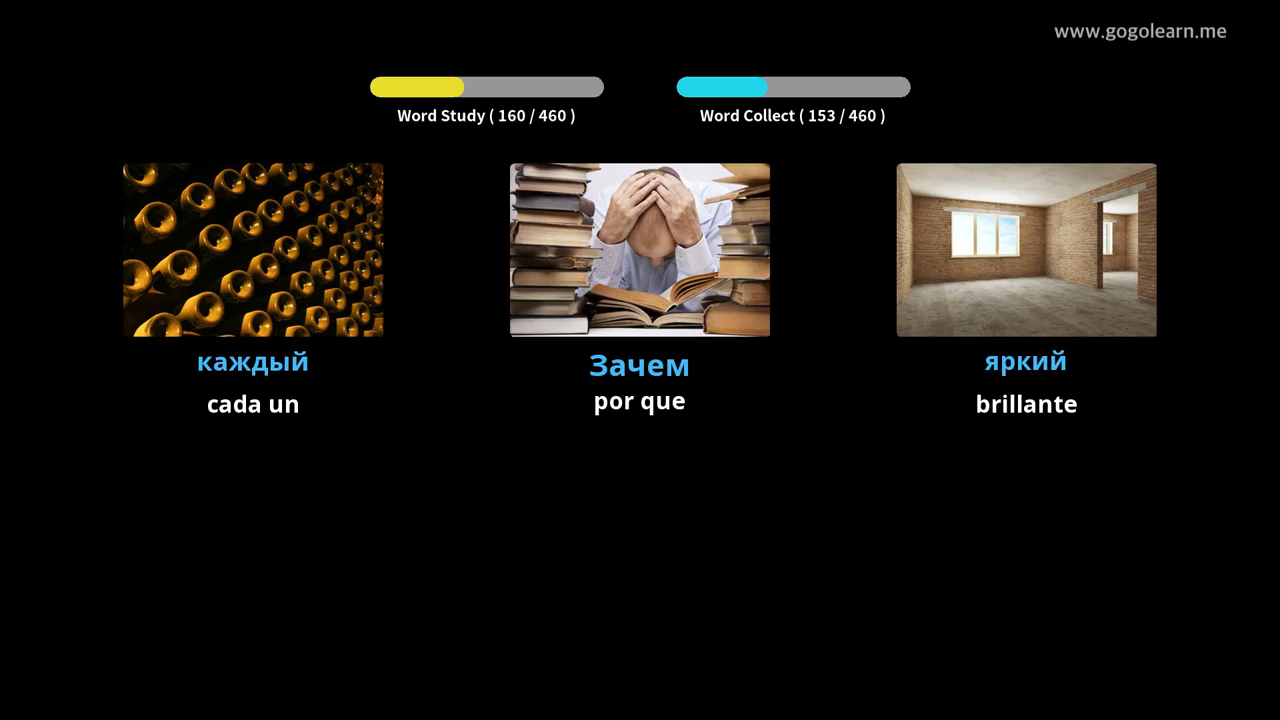 www.gogolearn.me
Word Study ( 160 / 460 )
Word Collect ( 153 / 460 )
каждый
Зачем
яркий
cada un
por que
brillante